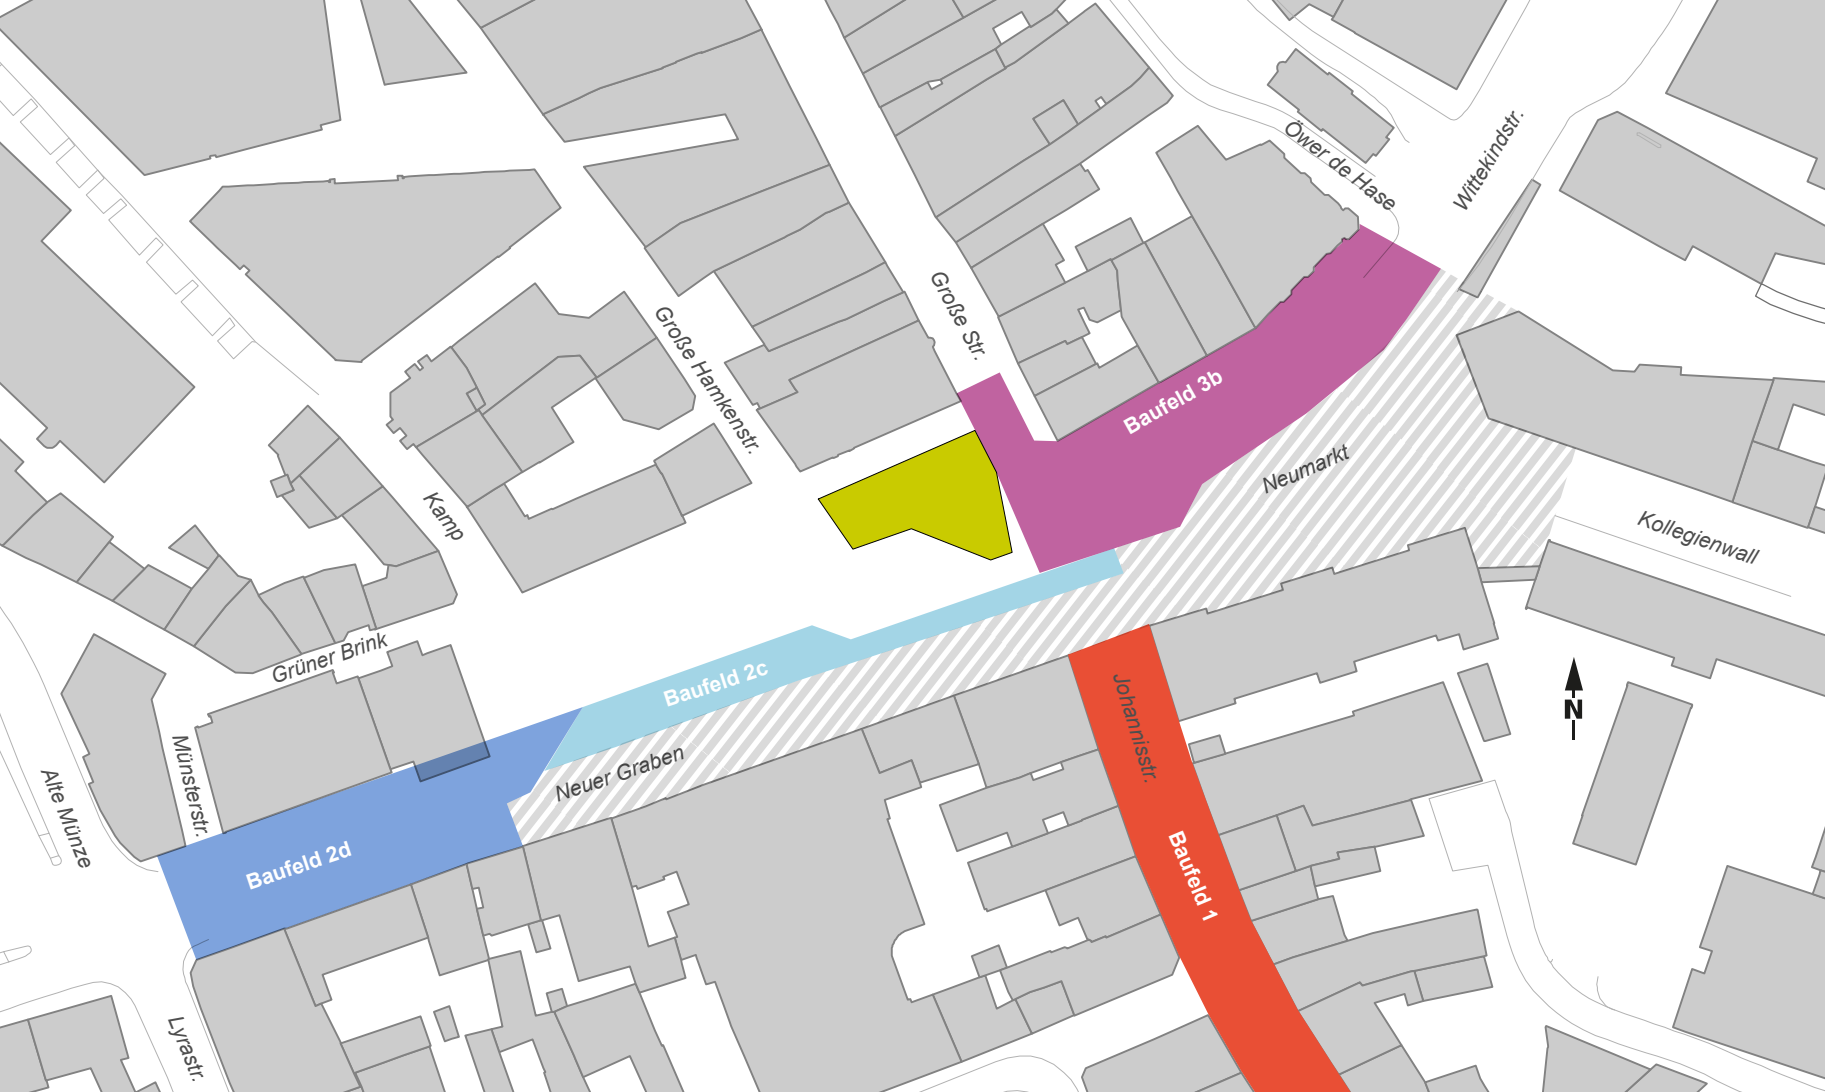 Öwer de Hase
Wittekindstr.
Große Str.
Große Hamkenstr.
Baufeld 3b
Neumarkt
Kamp
Kollegienwall
Grüner Brink
Baufeld 2c
N
Johannisstr.
Münsterstr.
Neuer Graben
Alte Münze
Baufeld 2d
Baufeld 1
Lyrastr.